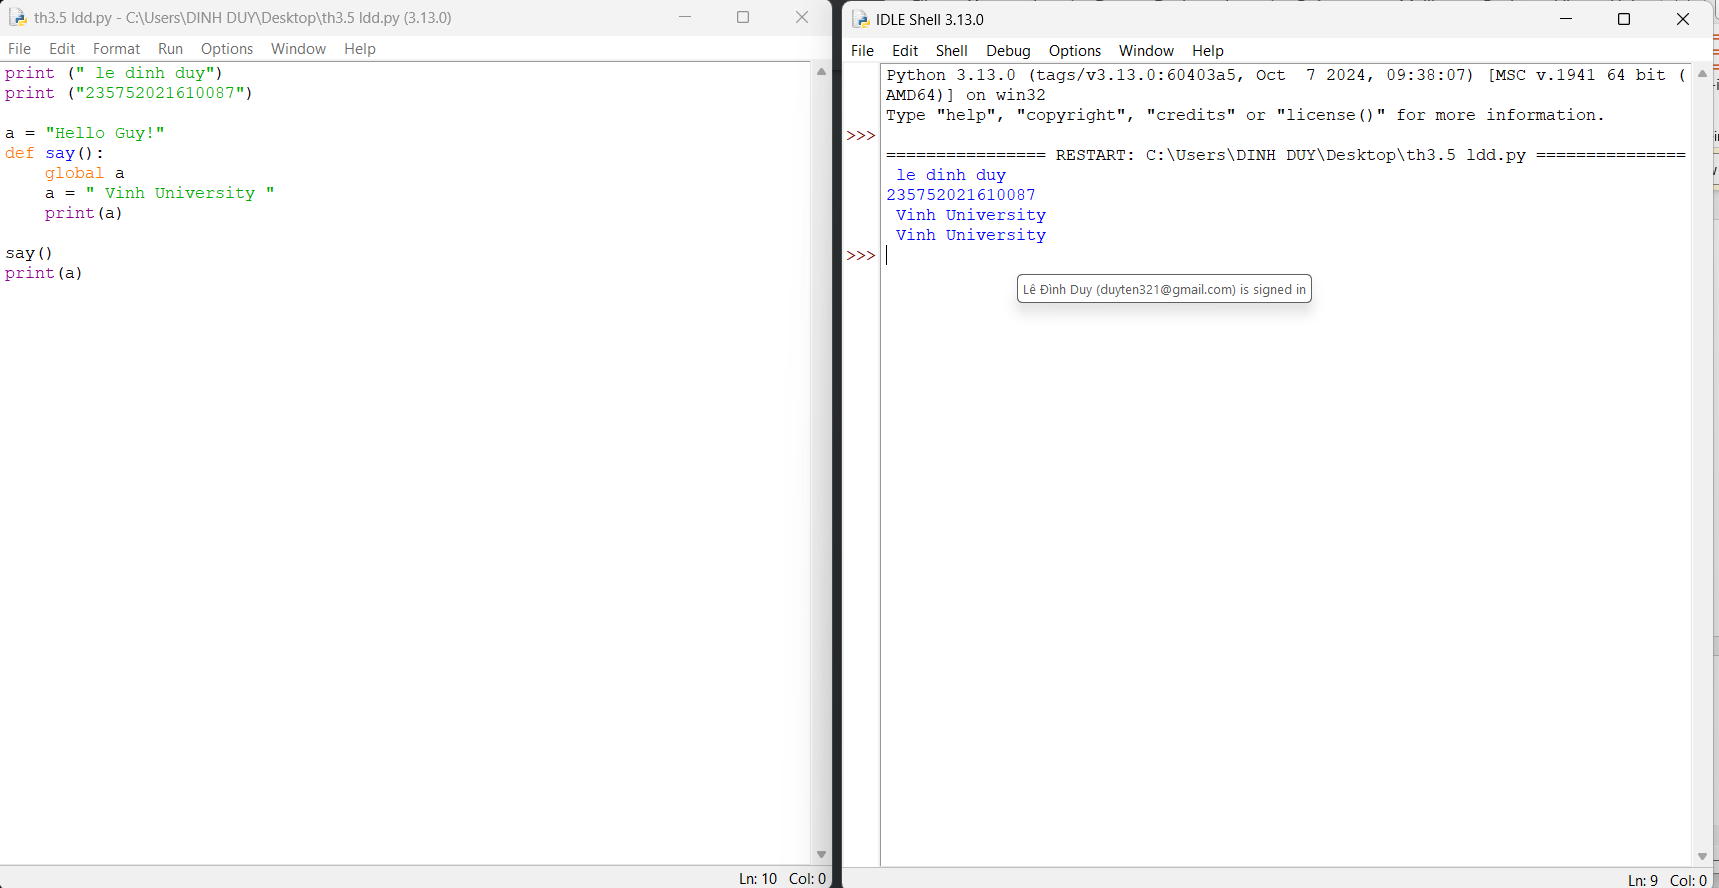 th3.5 ldd.py - C:\Users\DINH DUY\Desktop\th3.5 ldd.py (3.13.0)
File Edit Format Run Options Window Help
print (" le dinh duy")
print ("235752021610087")
a = "Hello Guy!"
def say():
    global a
    a = " Vinh University "
    print(a)
say()
print(a)
Ln: 10 Col: 0
IDLE Shell 3.13.0
File Edit Shell Debug Options Window Help
Python 3.13.0 (tags/v3.13.0:60403a5, Oct  7 2024, 09:38:07) [MSC v.1941 64 bit (
AMD64)] on win32
Type "help", "copyright", "credits" or "license()" for more information.
>>>
================ RESTART: C:\Users\DINH DUY\Desktop\th3.5 ldd.py ===============
 le dinh duy
235752021610087
 Vinh University
 Vinh University
>>>
Lê Đình Duy (duyten321@gmail.com) is signed in
Ln: 9 Col: 0